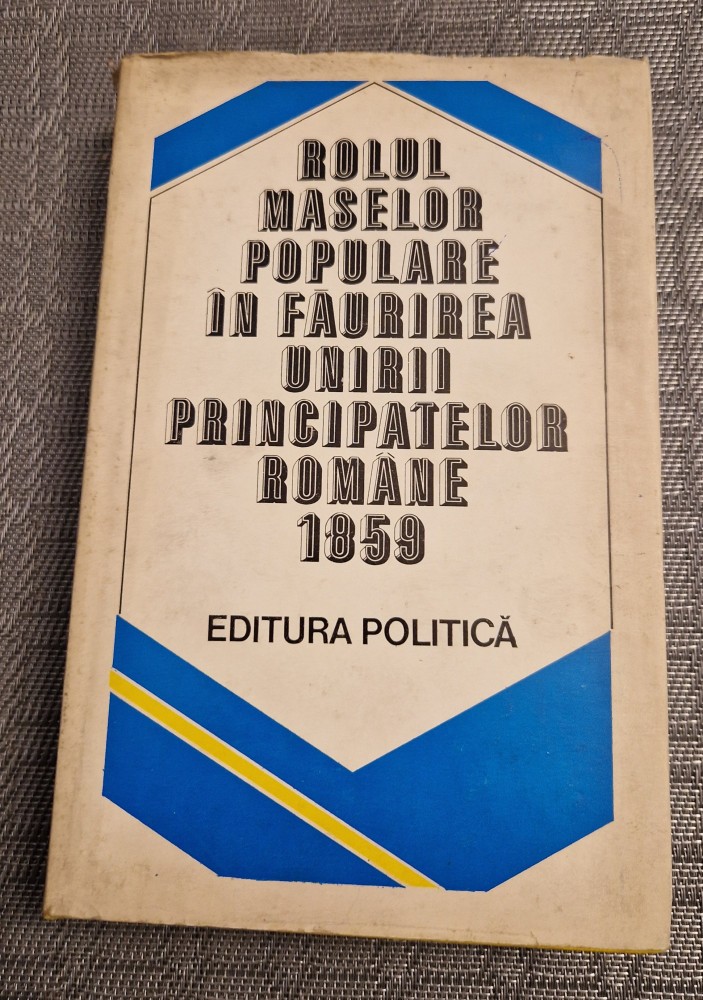 ROLUL
MASELOR
POPULARE
ÎN FĂURIREA
UNIRII
PRINCIPATELOR
ROMÂNE
1859
EDITURA POLITICĂ